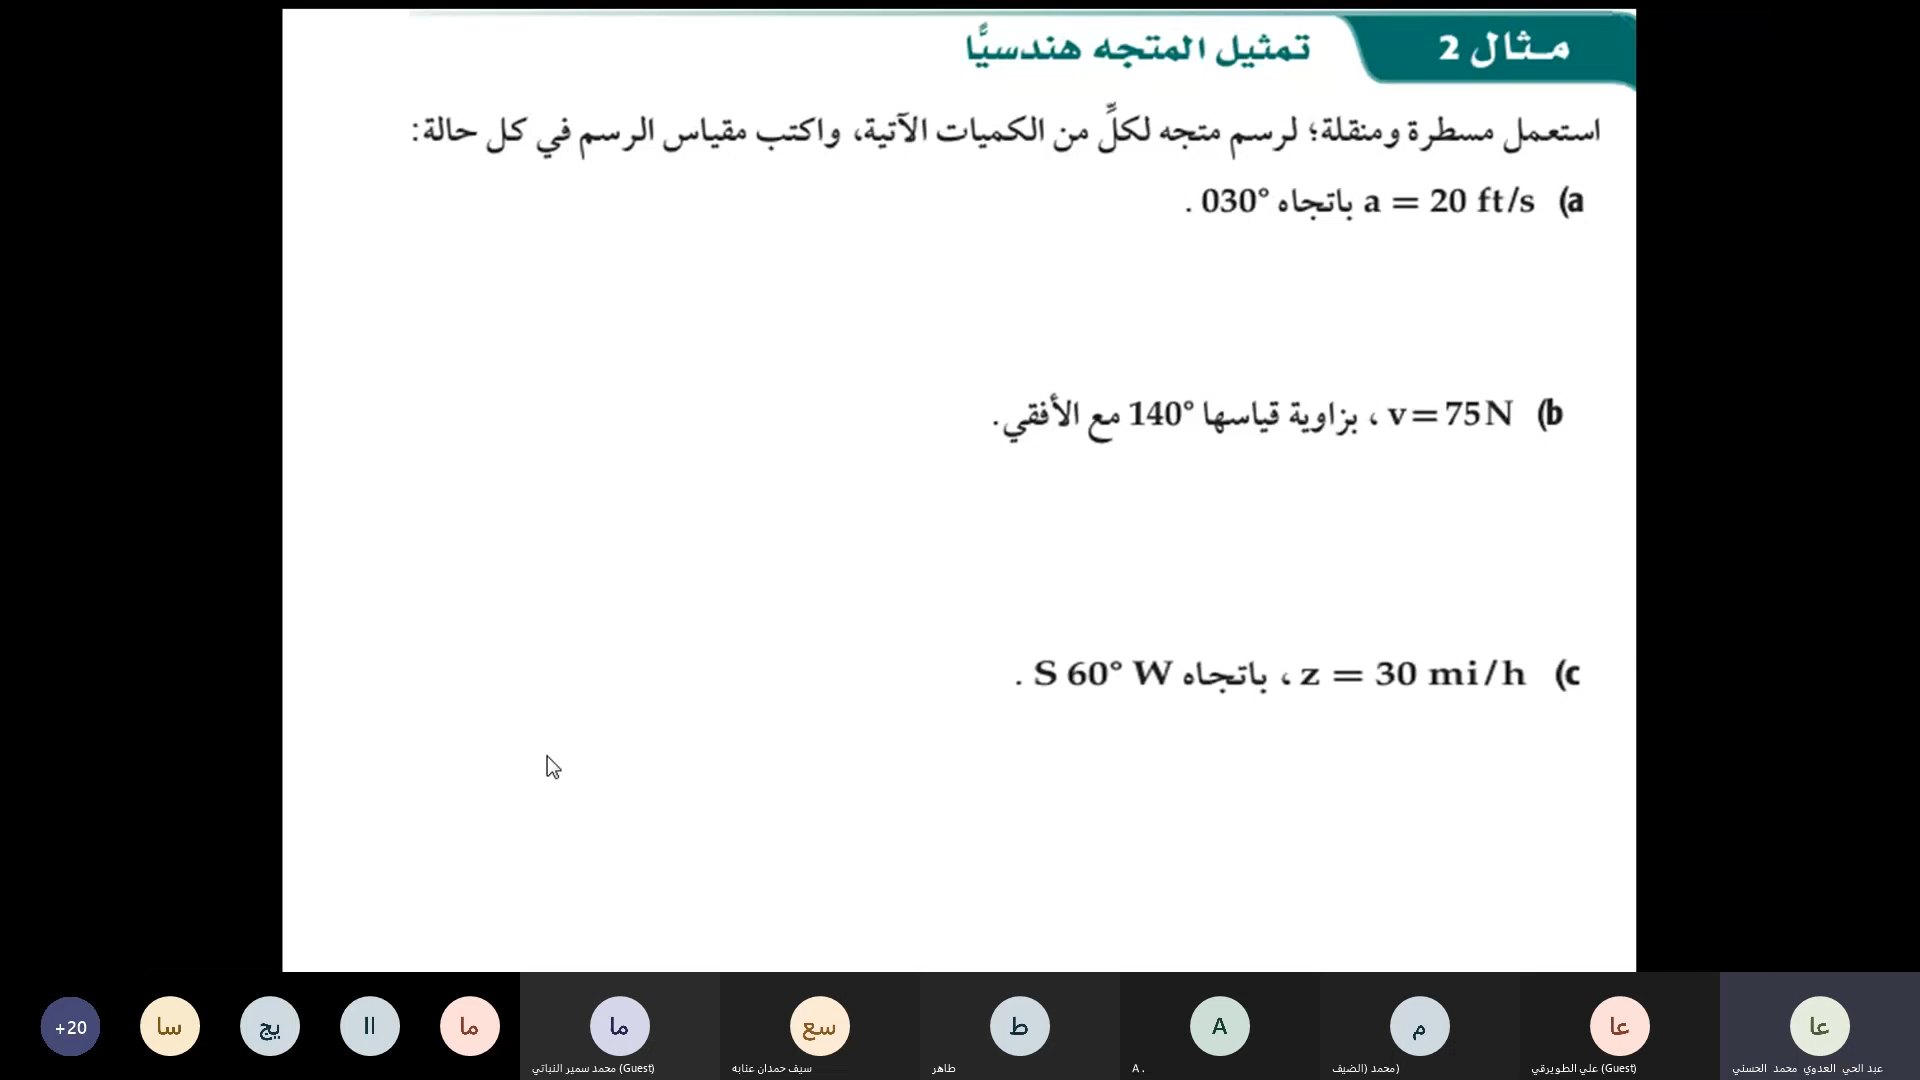 مـثـال 2 تمثيل المتجه هندسيًّا
استعمل مسطرة ومنقلة؛ لرسم متجه لكلٍّ من الكميات الآتية، واكتب مقياس الرسم في كل حالة:
(a a = 20 ft/s باتجاه 030° .
(b v = 75 N ، بزاوية قياسها 140° مع الأفقي.
(c z = 30 mi/h ، باتجاه S 60° W .
+20 سا يج اا ما ما سع ط A م عا عا
محمد سمير النباتي (Guest) سيف حمدان عنابه طاهر A . محمد (الضيف) علي الطويرقي (Guest) عبد الحي العدوي محمد الحسني